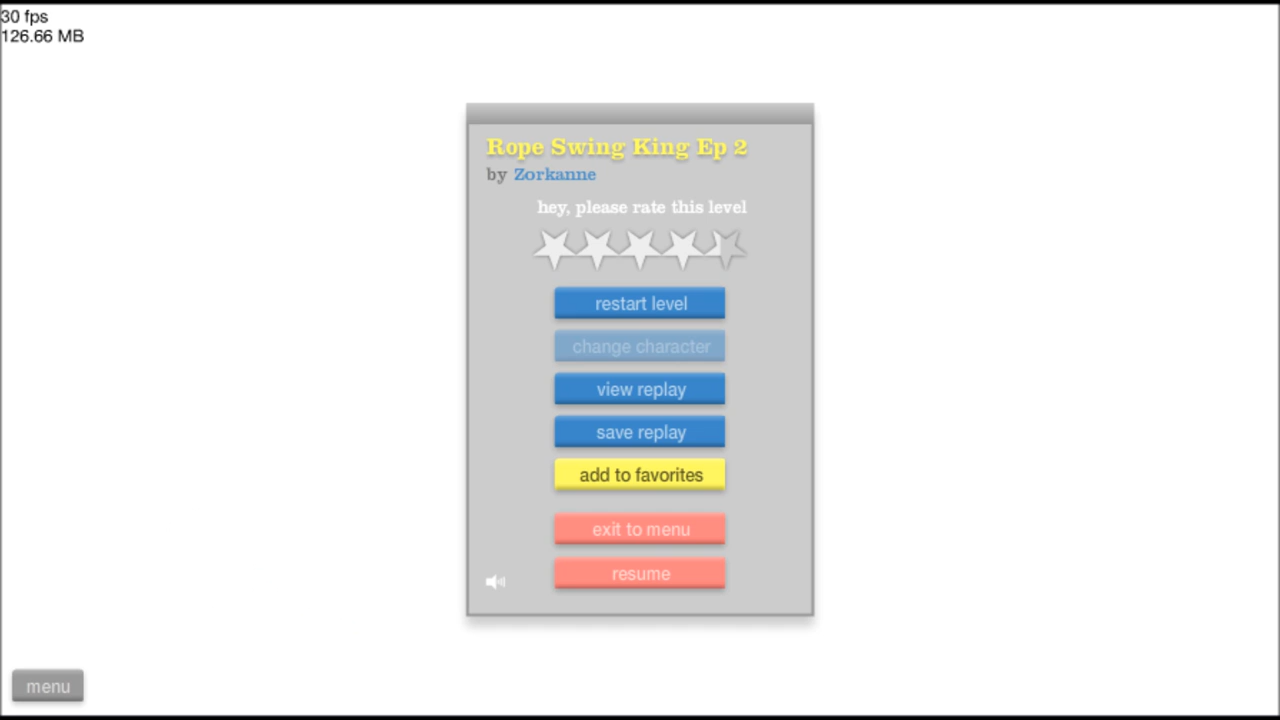 30 fps
126.66 MB
Rope Swing King Ep 2
by Zorkanne
hey, please rate this level
restart level
change character
view replay
save replay
add to favorites
exit to menu
resume
menu